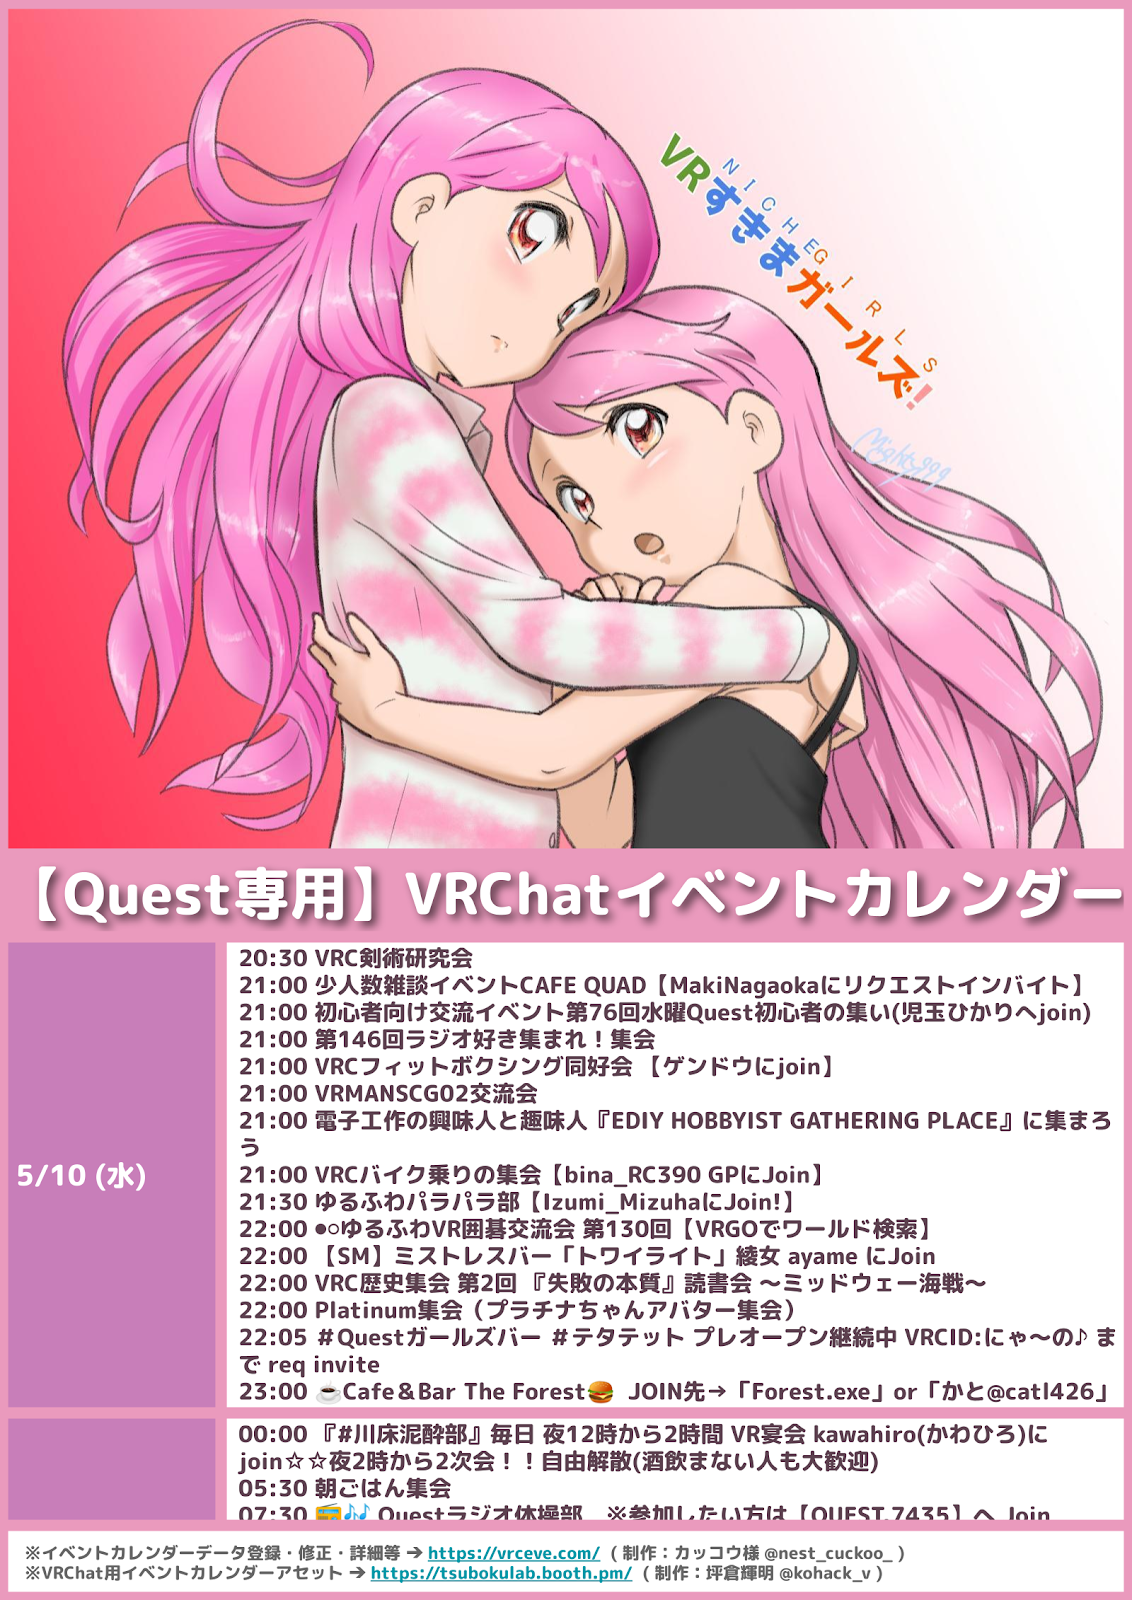 VRすきまガールズ!
NICHE GIRLS
Mighty999
【Quest専用】VRChatイベントカレンダー
5/10 (水)
20:30 VRC剣術研究会
21:00 少人数雑談イベントCAFE QUAD【MakiNagaokaにリクエストインバイト】
21:00 初心者向け交流イベント第76回水曜Quest初心者の集い(児玉ひかりへjoin)
21:00 第146回ラジオ好き集まれ！集会
21:00 VRCフィットボクシング同好会 【ゲンドウにjoin】
21:00 VRMANSCG02交流会
21:00 電子工作の興味人と趣味人『EDIY HOBBYIST GATHERING PLACE』に集まろ
う
21:00 VRCバイク乗りの集会【bina_RC390 GPにJoin】
21:30 ゆるふわパラパラ部【Izumi_MizuhaにJoin!】
22:00 ●○ゆるふわVR囲碁交流会 第130回【VRGOでワールド検索】
22:00 【SM】ミストレスバー「トワイライト」綾女 ayame にJoin
22:00 VRC歴史集会 第2回 『失敗の本質』読書会 〜ミッドウェー海戦〜
22:00 Platinum集会（プラチナちゃんアバター集会）
22:05 ＃Questガールズバー ＃テタテット プレオープン継続中 VRCID:にゃ〜の♪ ま
で req invite
23:00 ☕Cafe＆Bar The Forest🍔 JOIN先→「Forest.exe」or「かと@catl426」
00:00 『#川床泥酔部』毎日 夜12時から2時間 VR宴会 kawahiro(かわひろ)に
join☆☆夜2時から2次会！！自由解散(酒飲まない人も大歓迎)
05:30 朝ごはん集会
07:30 📻🎶 Questラジオ体操部　※参加したい方は【QUEST.7435】へ Join
※イベントカレンダーデータ登録・修正・詳細等 ➔ https://vrceve.com/ ( 制作：カッコウ様 @nest_cuckoo_ )
※VRChat用イベントカレンダーアセット ➔ https://tsubokulab.booth.pm/ ( 制作：坪倉輝明 @kohack_v )